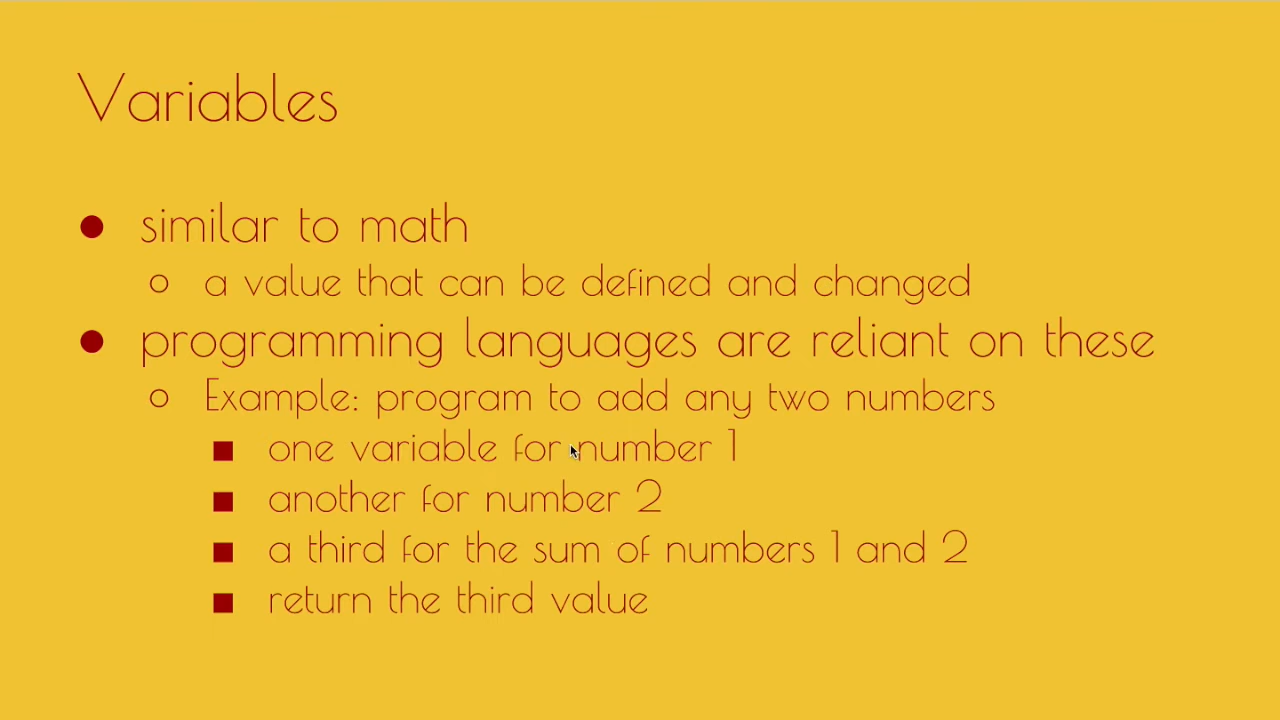 Variables
similar to math
a value that can be defined and changed
programming languages are reliant on these
Example: program to add any two numbers
one variable for number 1
another for number 2
a third for the sum of numbers 1 and 2
return the third value